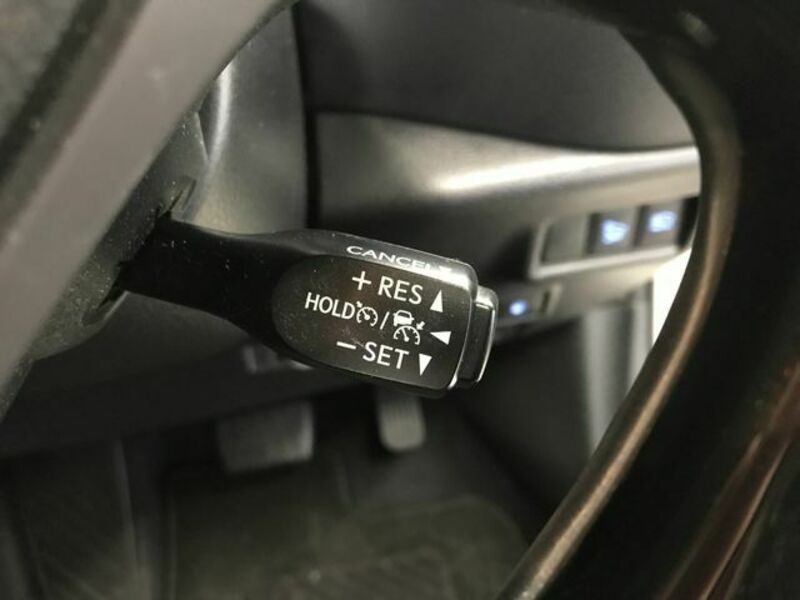 CANCEL
+ RES ▲
HOLD / ◀
− SET ▼